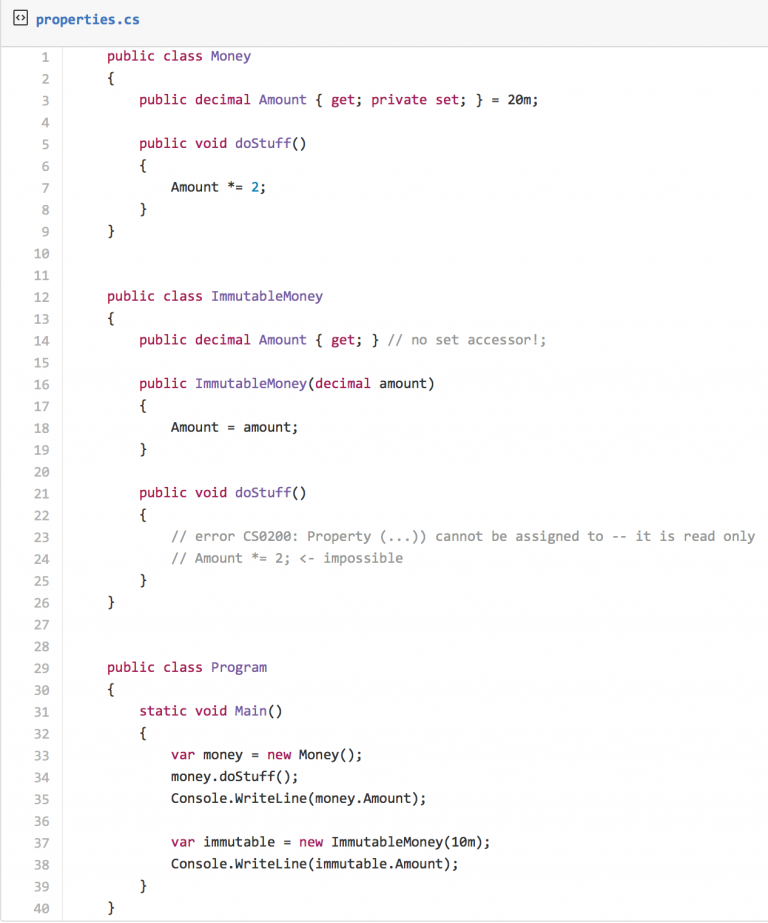 properties.cs
1 public class Money
2 {
3 public decimal Amount { get; private set; } = 20m;
4
5 public void doStuff()
6 {
7 Amount *= 2;
8 }
9 }
10
11
12 public class ImmutableMoney
13 {
14 public decimal Amount { get; } // no set accessor!;
15
16 public ImmutableMoney(decimal amount)
17 {
18 Amount = amount;
19 }
20
21 public void doStuff()
22 {
23 // error CS0200: Property (...)) cannot be assigned to -- it is read only
24 // Amount *= 2; <- impossible
25 }
26 }
27
28
29 public class Program
30 {
31 static void Main()
32 {
33 var money = new Money();
34 money.doStuff();
35 Console.WriteLine(money.Amount);
36
37 var immutable = new ImmutableMoney(10m);
38 Console.WriteLine(immutable.Amount);
39 }
40 }